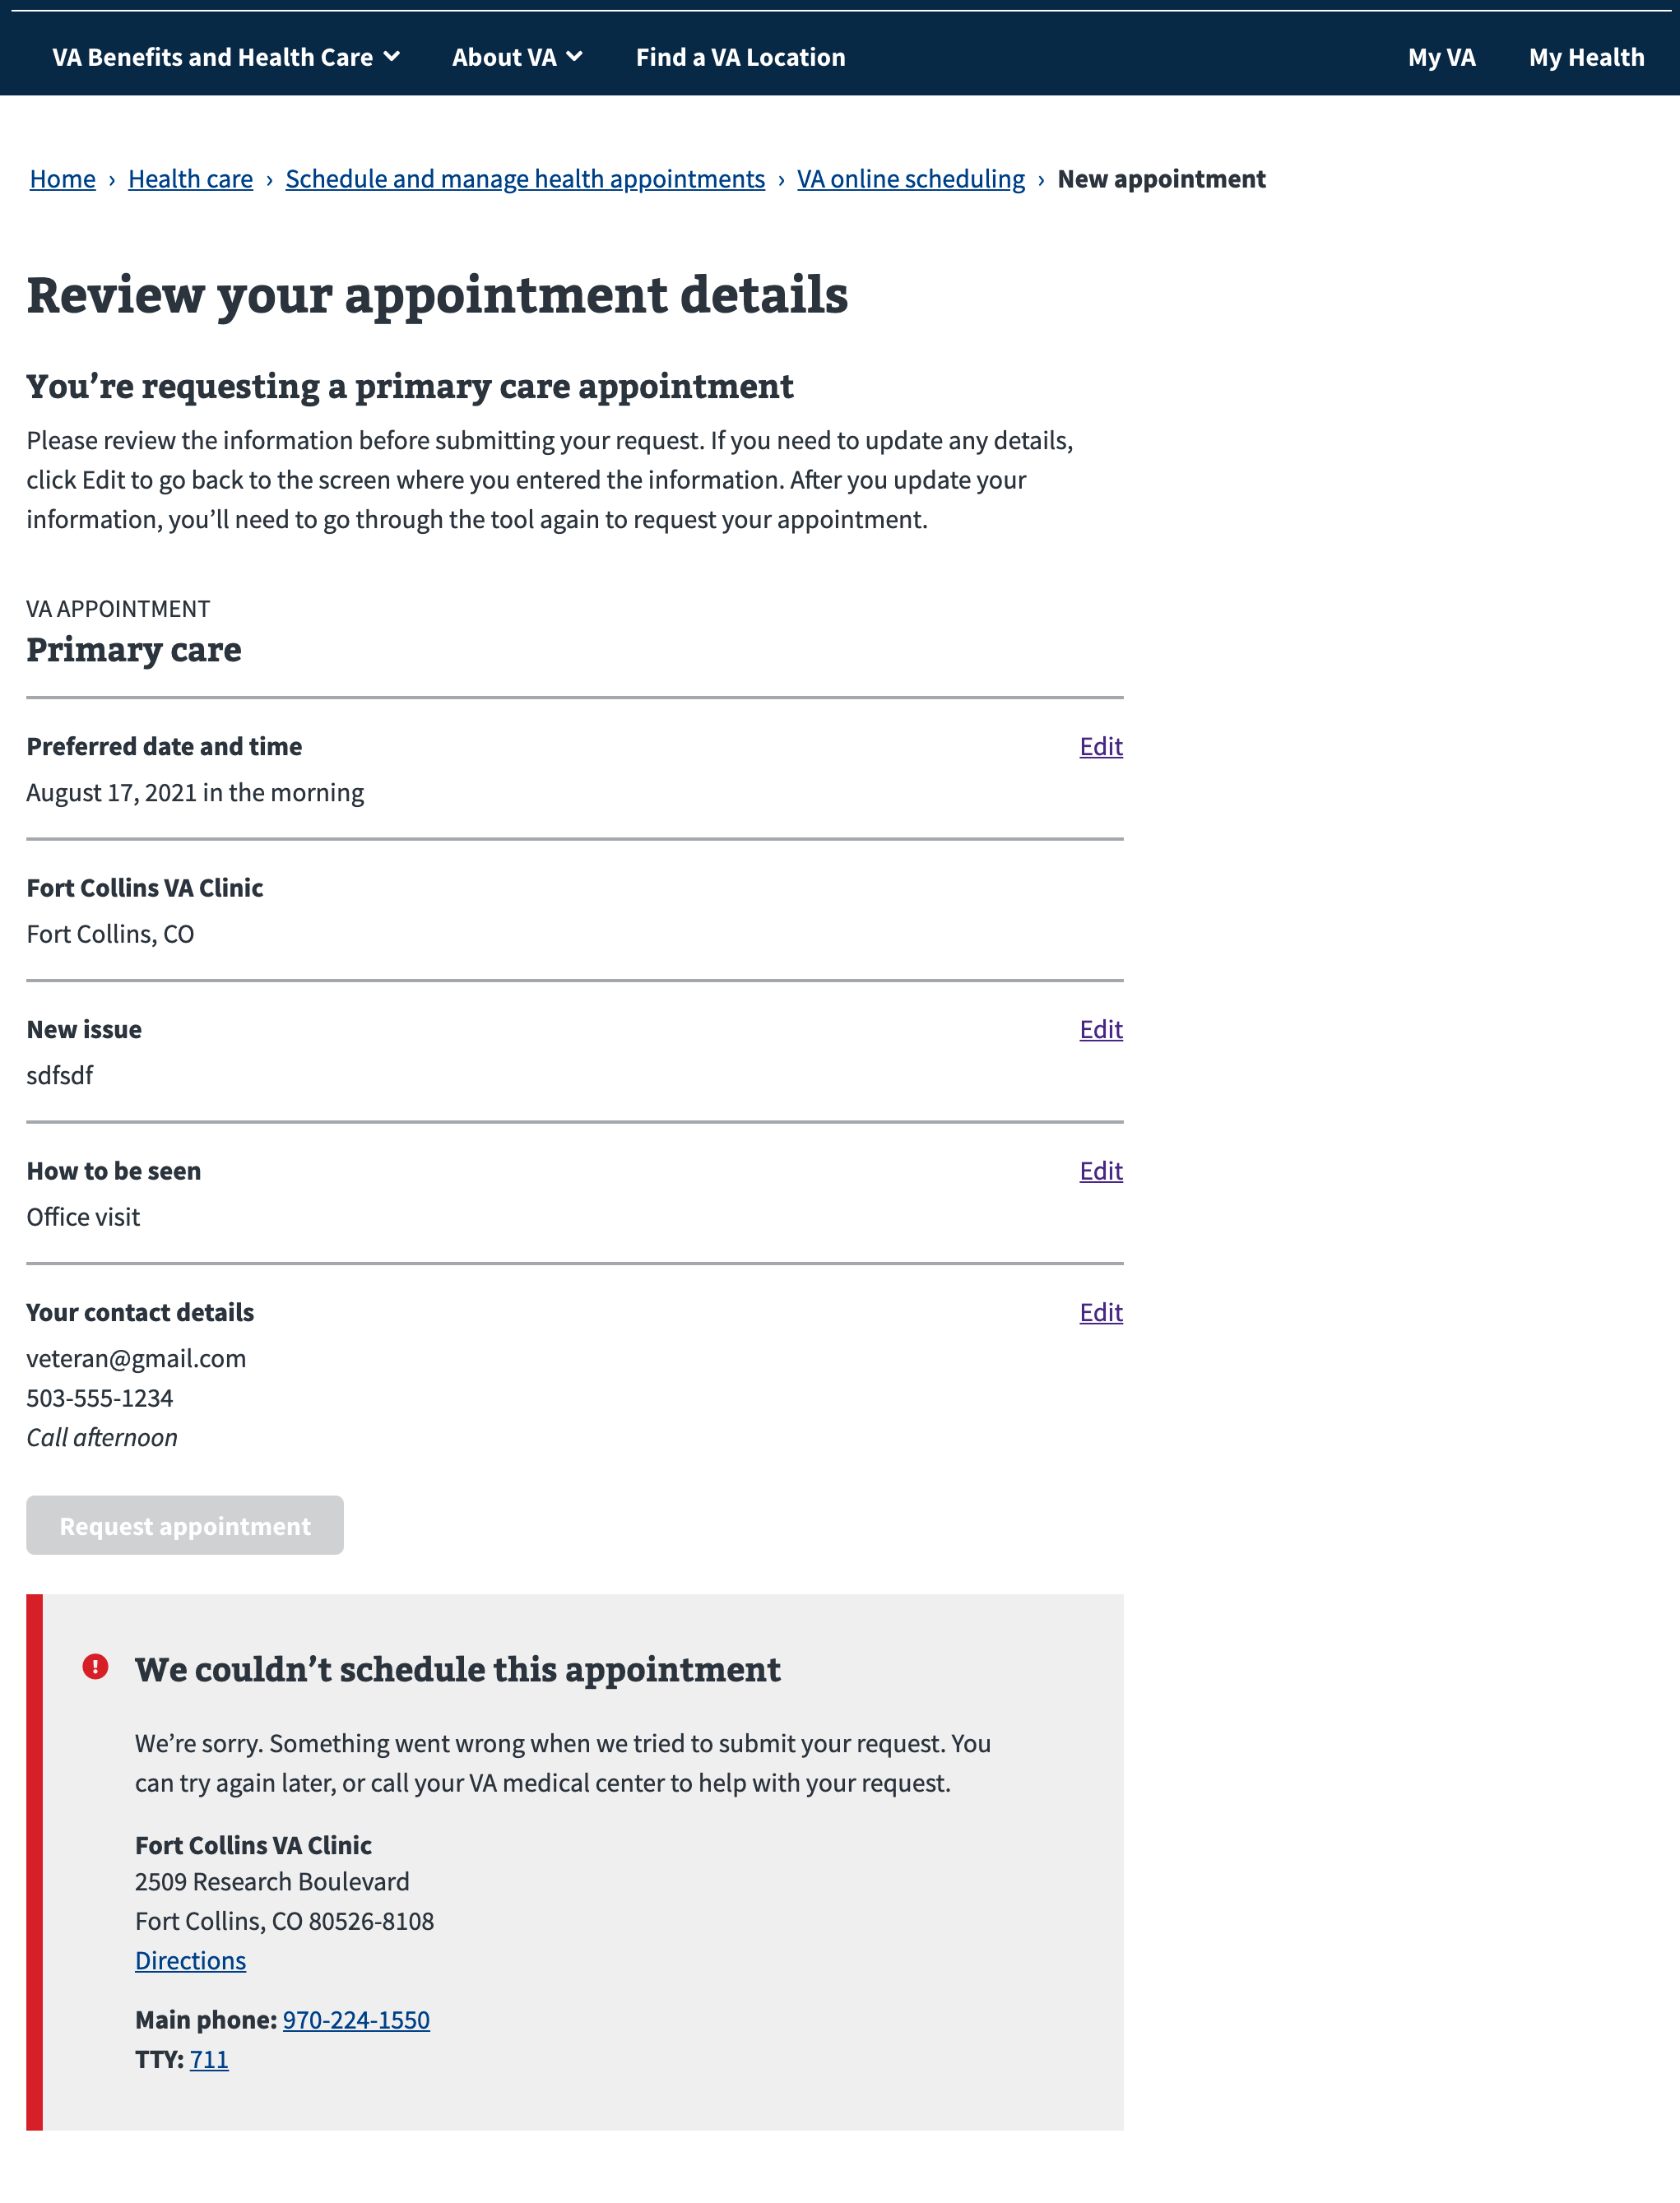 VA Benefits and Health Care About VA Find a VA Location My VA My Health
Home › Health care › Schedule and manage health appointments › VA online scheduling › New appointment
Review your appointment details
You’re requesting a primary care appointment
Please review the information before submitting your request. If you need to update any details,
click Edit to go back to the screen where you entered the information. After you update your
information, you’ll need to go through the tool again to request your appointment.
VA APPOINTMENT
Primary care
Preferred date and time Edit
August 17, 2021 in the morning
Fort Collins VA Clinic
Fort Collins, CO
New issue Edit
sdfsdf
How to be seen Edit
Office visit
Your contact details Edit
veteran@gmail.com
503-555-1234
Call afternoon
Request appointment
We couldn’t schedule this appointment
We’re sorry. Something went wrong when we tried to submit your request. You
can try again later, or call your VA medical center to help with your request.
Fort Collins VA Clinic
2509 Research Boulevard
Fort Collins, CO 80526-8108
Directions
Main phone: 970-224-1550
TTY: 711